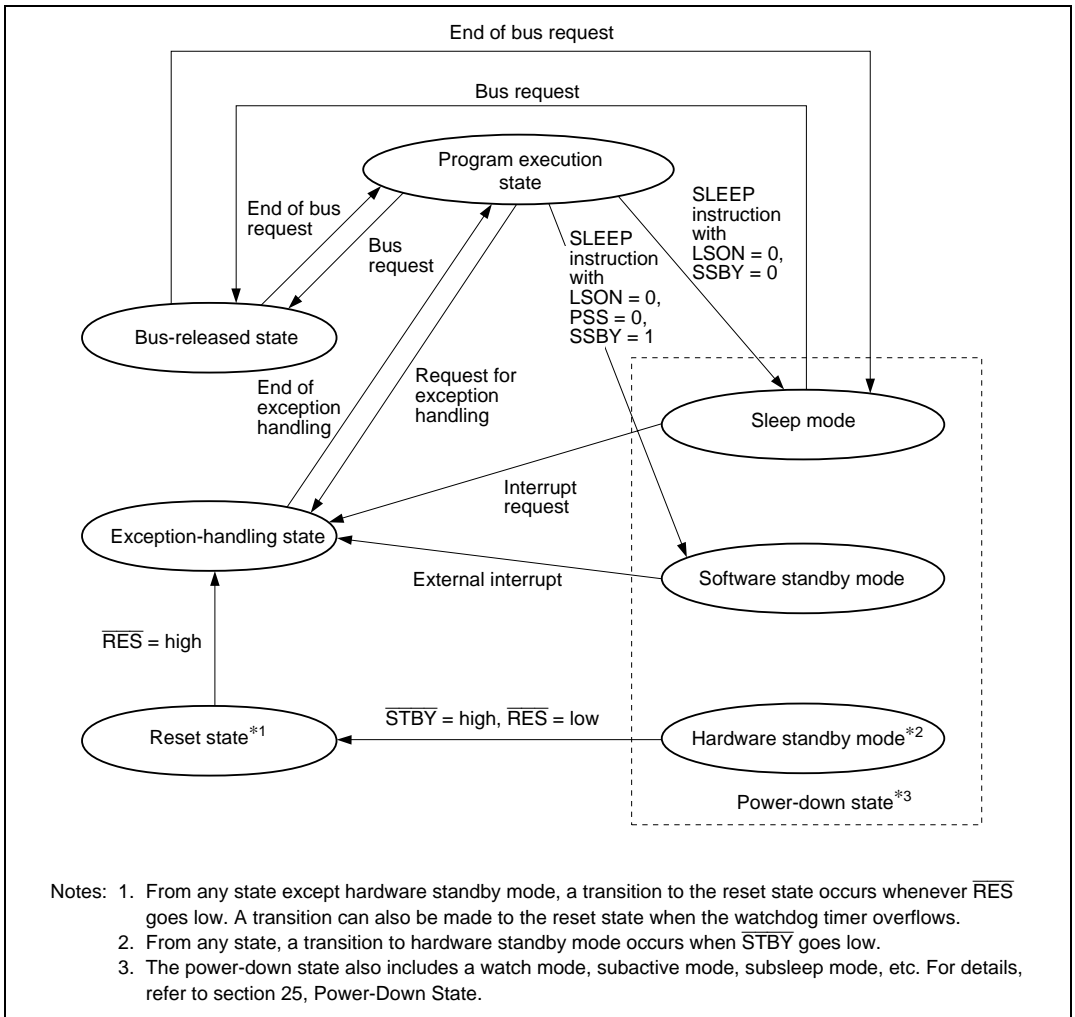 End of bus request
Bus request
Program execution
state
End of bus
request
Bus
request
SLEEP
instruction
with
LSON = 0,
PSS = 0,
SSBY = 1
SLEEP
instruction
with
LSON = 0,
SSBY = 0
Bus-released state
End of
exception
handling
Request for
exception
handling
Sleep mode
Interrupt
request
Exception-handling state
External interrupt
Software standby mode
R̅E̅S̅ = high
S̅T̅B̅Y̅ = high, R̅E̅S̅ = low
Reset state*1
Hardware standby mode*2
Power-down state*3
Notes: 1. From any state except hardware standby mode, a transition to the reset state occurs whenever R̅E̅S̅
goes low. A transition can also be made to the reset state when the watchdog timer overflows.
2. From any state, a transition to hardware standby mode occurs when S̅T̅B̅Y̅ goes low.
3. The power-down state also includes a watch mode, subactive mode, subsleep mode, etc. For details,
refer to section 25, Power-Down State.